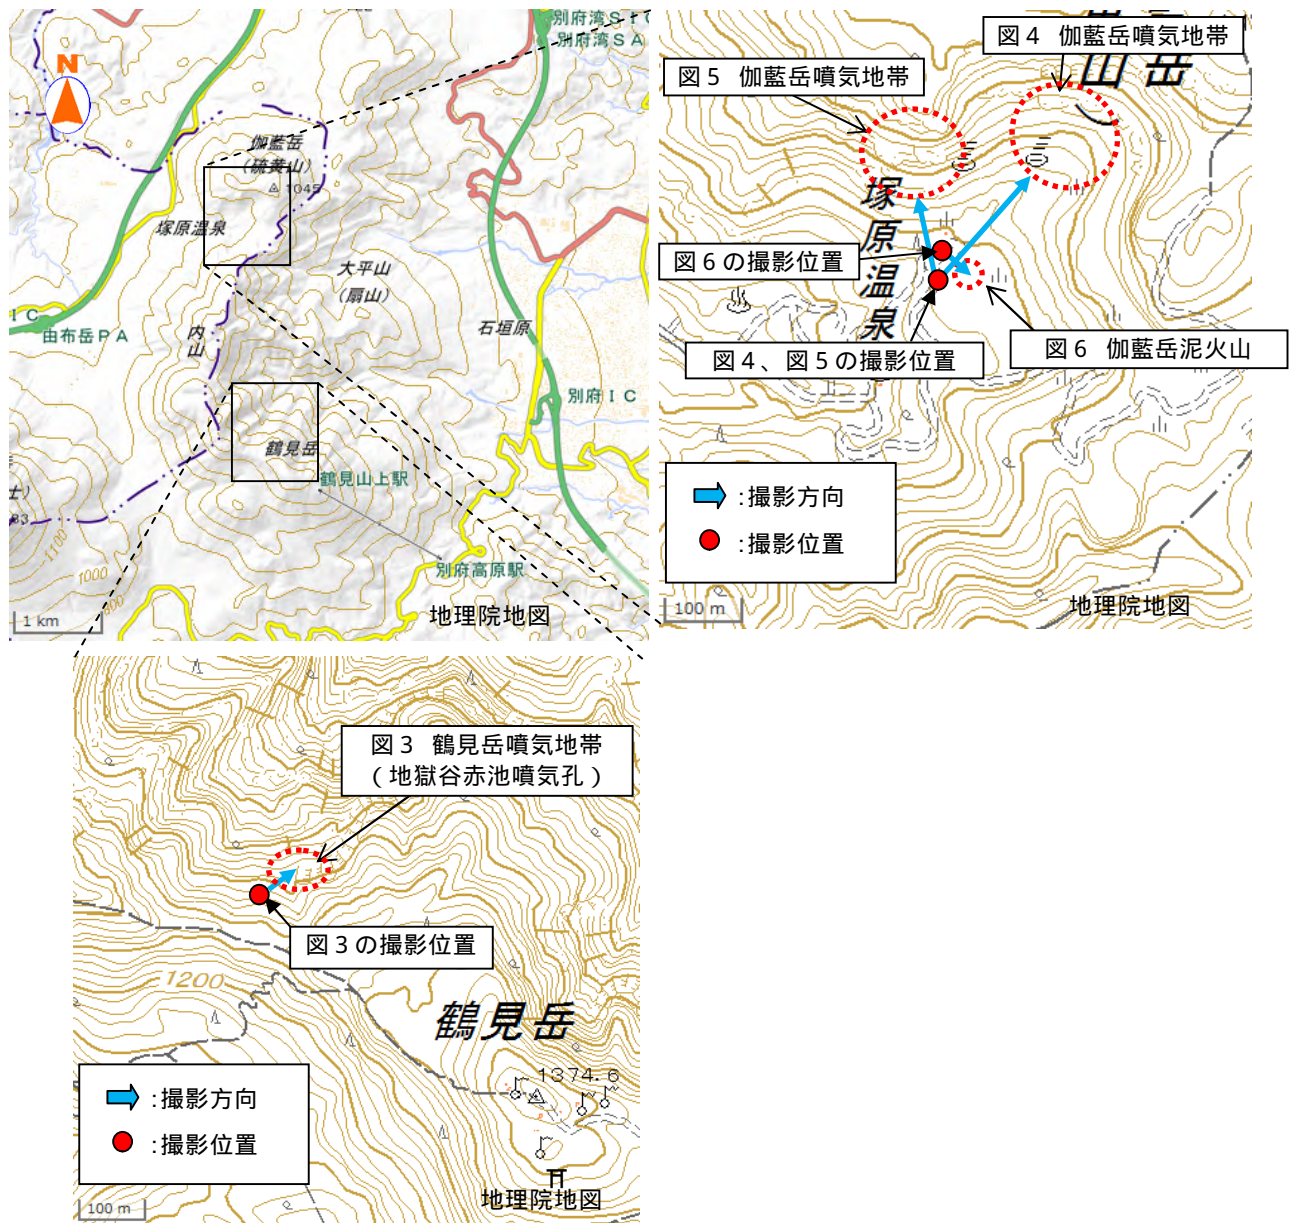 別府湾ＳＩＣ
別府湾ＳＡ
N
伽藍岳
（硫黄山）
1045
塚原温泉
大平山
（扇山）
ＩＣ
由布岳ＰＡ
内山
石垣原
別府ＩＣ
鶴見岳
鶴見山上駅
別府高原駅
1100
1000
1 km
地理院地図
図４ 伽藍岳噴気地帯
図５ 伽藍岳噴気地帯
山岳
塚原温泉
図６の撮影位置
図４、図５の撮影位置
図６ 伽藍岳泥火山
:撮影方向
:撮影位置
100 m
地理院地図
図３ 鶴見岳噴気地帯
（地獄谷赤池噴気孔）
図３の撮影位置
1200
鶴見岳
1374.6
:撮影方向
:撮影位置
100 m
地理院地図